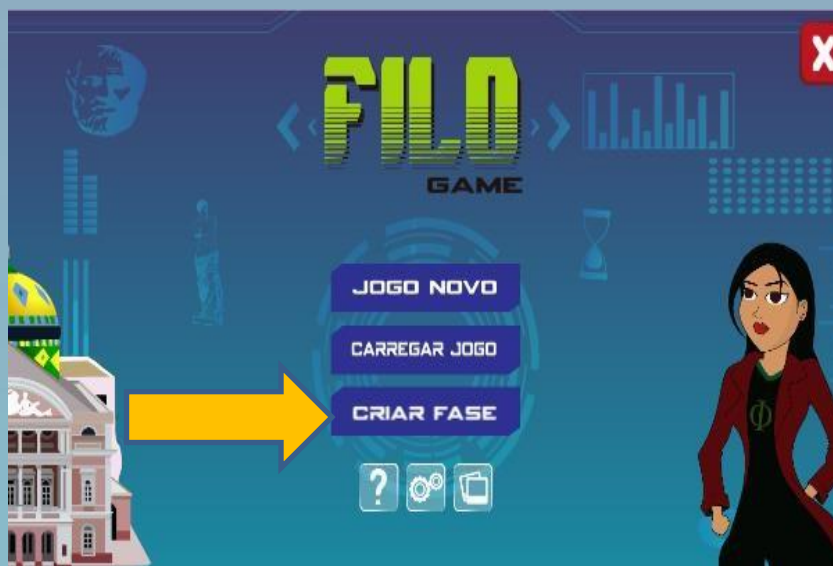 X
FILO
GAME
JOGO NOVO
CARREGAR JOGO
CRIAR FASE
?
Φ